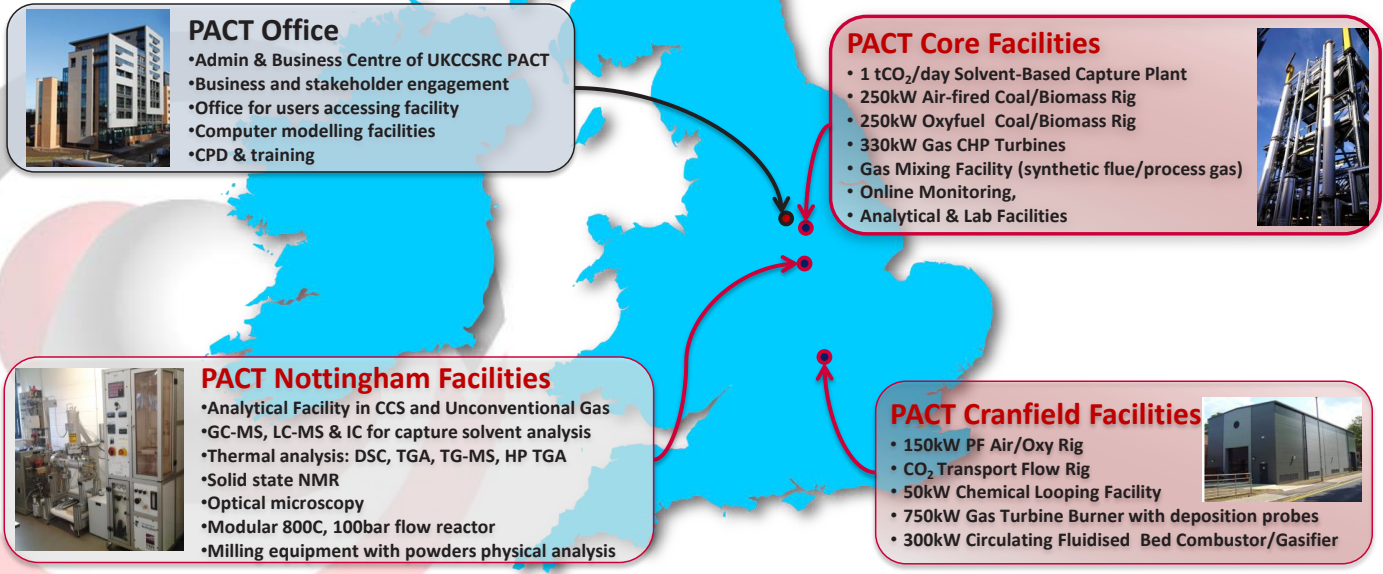 PACT Office
•Admin & Business Centre of UKCCSRC PACT
•Business and stakeholder engagement
•Office for users accessing facility
•Computer modelling facilities
•CPD & training
PACT Core Facilities
• 1 tCO₂/day Solvent-Based Capture Plant
• 250kW Air-fired Coal/Biomass Rig
• 250kW Oxyfuel Coal/Biomass Rig
• 330kW Gas CHP Turbines
• Gas Mixing Facility (synthetic flue/process gas)
• Online Monitoring,
• Analytical & Lab Facilities
PACT Nottingham Facilities
•Analytical Facility in CCS and Unconventional Gas
•GC-MS, LC-MS & IC for capture solvent analysis
•Thermal analysis: DSC, TGA, TG-MS, HP TGA
•Solid state NMR
•Optical microscopy
•Modular 800C, 100bar flow reactor
•Milling equipment with powders physical analysis
PACT Cranfield Facilities
• 150kW PF Air/Oxy Rig
• CO₂ Transport Flow Rig
• 50kW Chemical Looping Facility
• 750kW Gas Turbine Burner with deposition probes
• 300kW Circulating Fluidised Bed Combustor/Gasifier